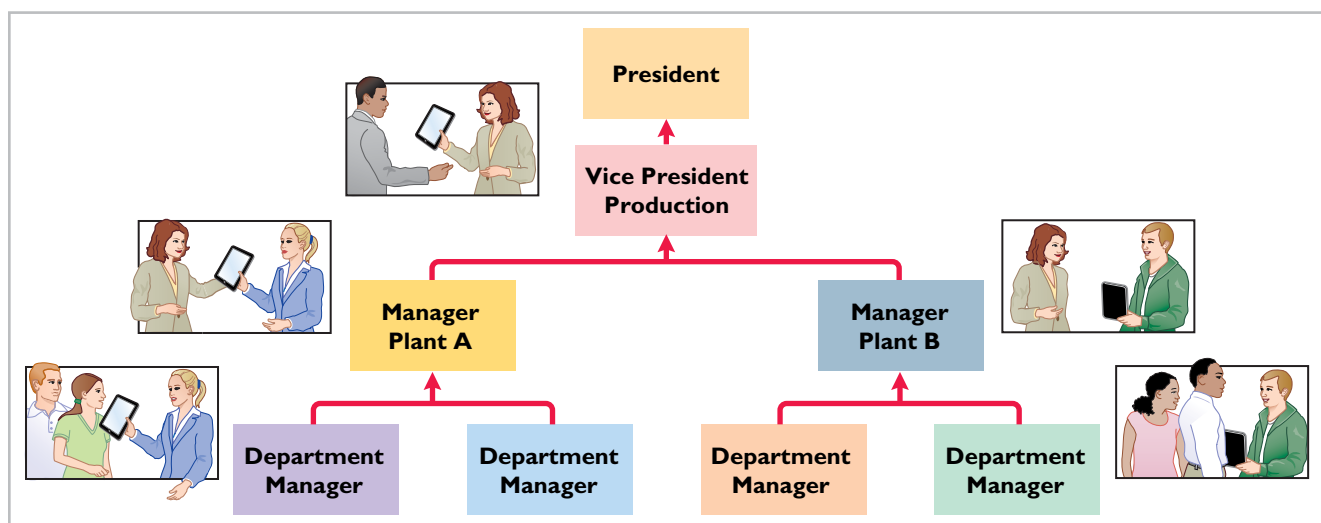 President
Vice President
Production
Manager
Plant A
Manager
Plant B
Department
Manager
Department
Manager
Department
Manager
Department
Manager